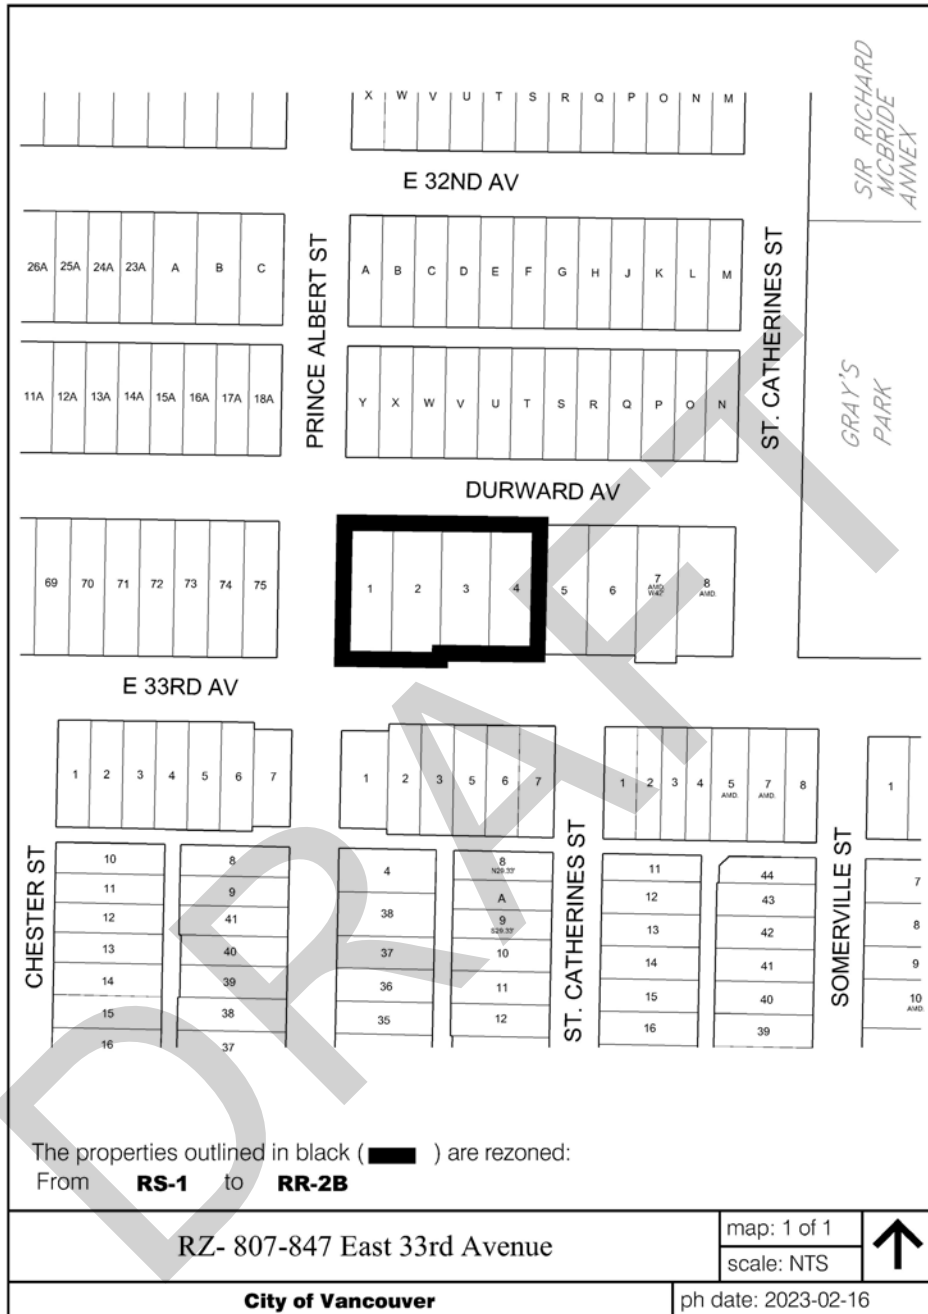 X W V U T S R Q P O N M
SIR RICHARD
MCBRIDE
ANNEX
E 32ND AV
26A 25A 24A 23A A B C
PRINCE ALBERT ST
A B C D E F G H J K L M
ST. CATHERINES ST
11A 12A 13A 14A 15A 16A 17A 18A
Y X W V U T S R Q P O N
GRAY'S
PARK
DURWARD AV
69 70 71 72 73 74 75
1 2 3 4 5 6 7 8
AMD. W42' AMD.
E 33RD AV
1 2 3 4 5 6 7
1 2 3 5 6 7
1 2 3 4 5 7 8
AMD. AMD.
1
CHESTER ST
10
11
12
13
14
15
16
8
9
41
40
39
38
37
4
38
37
36
35
8
N29.33'
A
9
S29.33'
10
11
12
ST. CATHERINES ST
11
12
13
14
15
16
44
43
42
41
40
39
SOMERVILLE ST
7
8
9
10
AMD.
DRAFT
The properties outlined in black ( ) are rezoned:
From RS-1 to RR-2B
RZ- 807-847 East 33rd Avenue
map: 1 of 1
scale: NTS
City of Vancouver
ph date: 2023-02-16